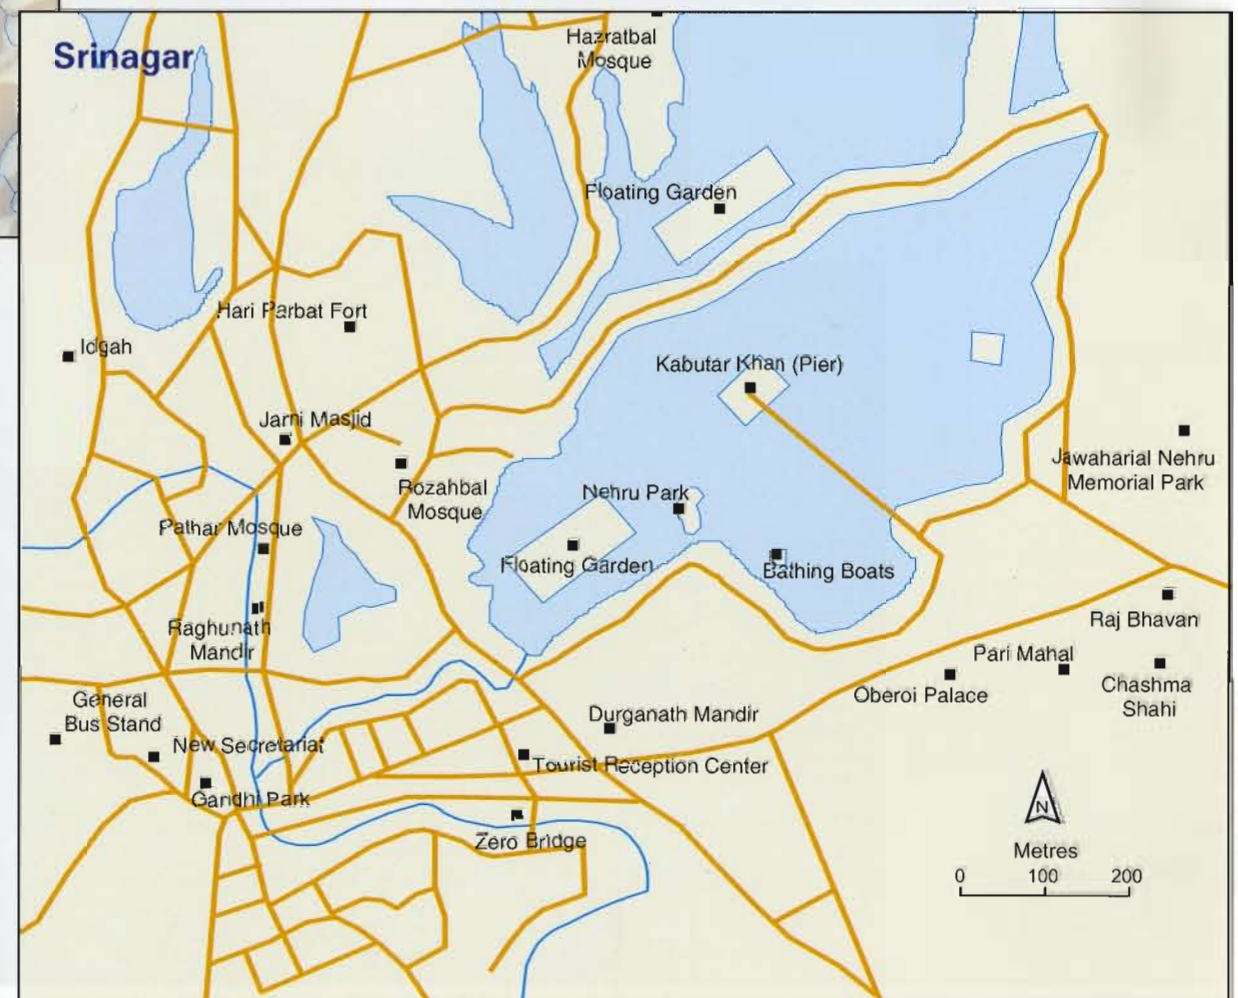 Srinagar
Hazratbal
Mosque
Floating Garden
Hari Parbat Fort
Idgah
Kabutar Khan (Pier)
Jami Masjid
Jawaharial Nehru
Memorial Park
Rozahbal
Mosque
Nehru Park
Pathar Mosque
Floating Garden
Bathing Boats
Raj Bhavan
Raghunath
Mandir
Pari Mahal
Chashma
Shahi
Oberoi Palace
General
Bus Stand
Durganath Mandir
New Secretariat
Tourist Reception Center
Gandhi Park
Zero Bridge
N
Metres
0 100 200